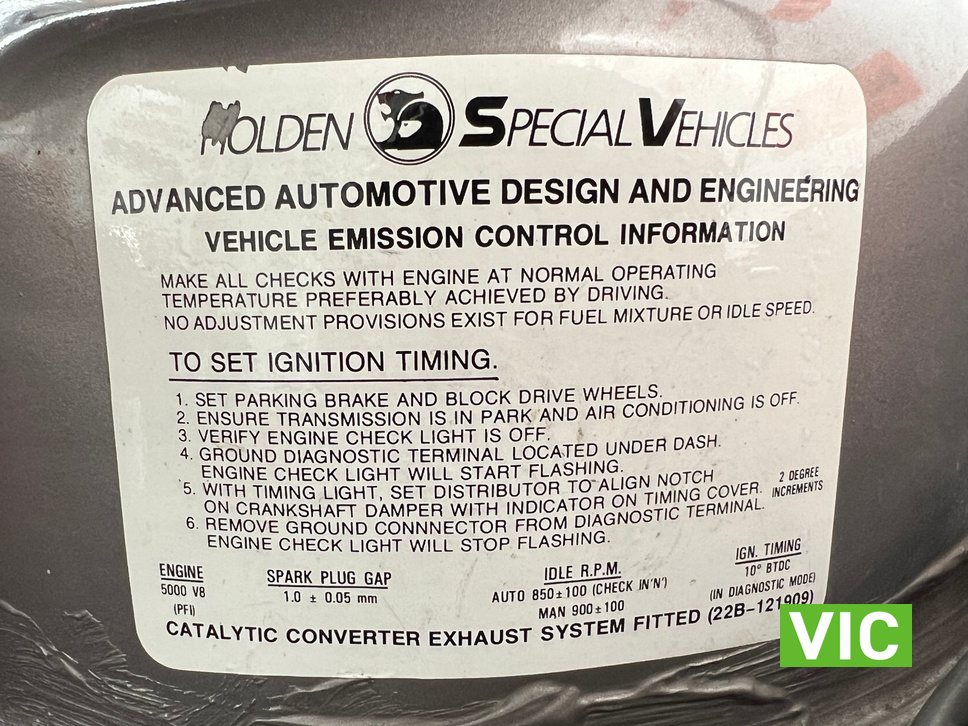 HOLDEN SPECIAL VEHICLES
ADVANCED AUTOMOTIVE DESIGN AND ENGINEERING
VEHICLE EMISSION CONTROL INFORMATION
MAKE ALL CHECKS WITH ENGINE AT NORMAL OPERATING
TEMPERATURE PREFERABLY ACHIEVED BY DRIVING.
NO ADJUSTMENT PROVISIONS EXIST FOR FUEL MIXTURE OR IDLE SPEED.
TO SET IGNITION TIMING.
1. SET PARKING BRAKE AND BLOCK DRIVE WHEELS.
2. ENSURE TRANSMISSION IS IN PARK AND AIR CONDITIONING IS OFF.
3. VERIFY ENGINE CHECK LIGHT IS OFF.
4. GROUND DIAGNOSTIC TERMINAL LOCATED UNDER DASH.
ENGINE CHECK LIGHT WILL START FLASHING.
5. WITH TIMING LIGHT, SET DISTRIBUTOR TO ALIGN NOTCH
ON CRANKSHAFT DAMPER WITH INDICATOR ON TIMING COVER.
2 DEGREE
INCREMENTS
6. REMOVE GROUND CONNNECTOR FROM DIAGNOSTIC TERMINAL.
ENGINE CHECK LIGHT WILL STOP FLASHING.
ENGINE
5000 V8
(PFI)
SPARK PLUG GAP
1.0 ± 0.05 mm
IDLE R.P.M.
AUTO 850±100 (CHECK IN'N')
MAN 900±100
IGN. TIMING
10° BTDC
(IN DIAGNOSTIC MODE)
CATALYTIC CONVERTER EXHAUST SYSTEM FITTED (22B-121909)
VIC